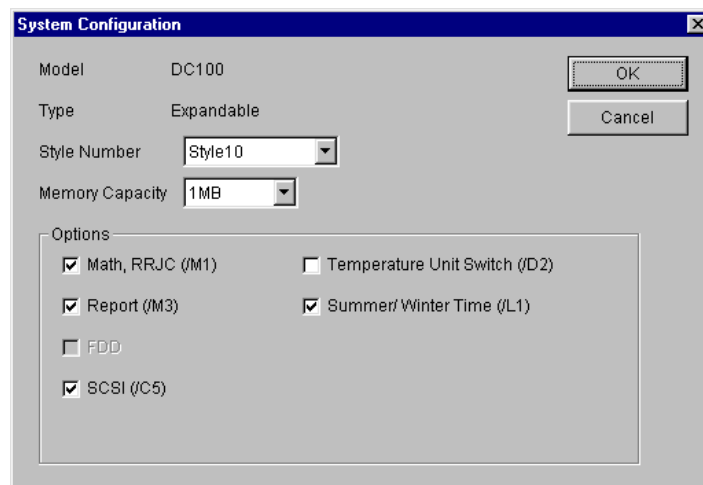 System Configuration
Model DC100
OK
Type Expandable
Cancel
Style Number Style10
Memory Capacity 1MB
Options
Math, RRJC (/M1) Temperature Unit Switch (/D2)
Report (/M3) Summer/ Winter Time (/L1)
FDD
SCSI (/C5)